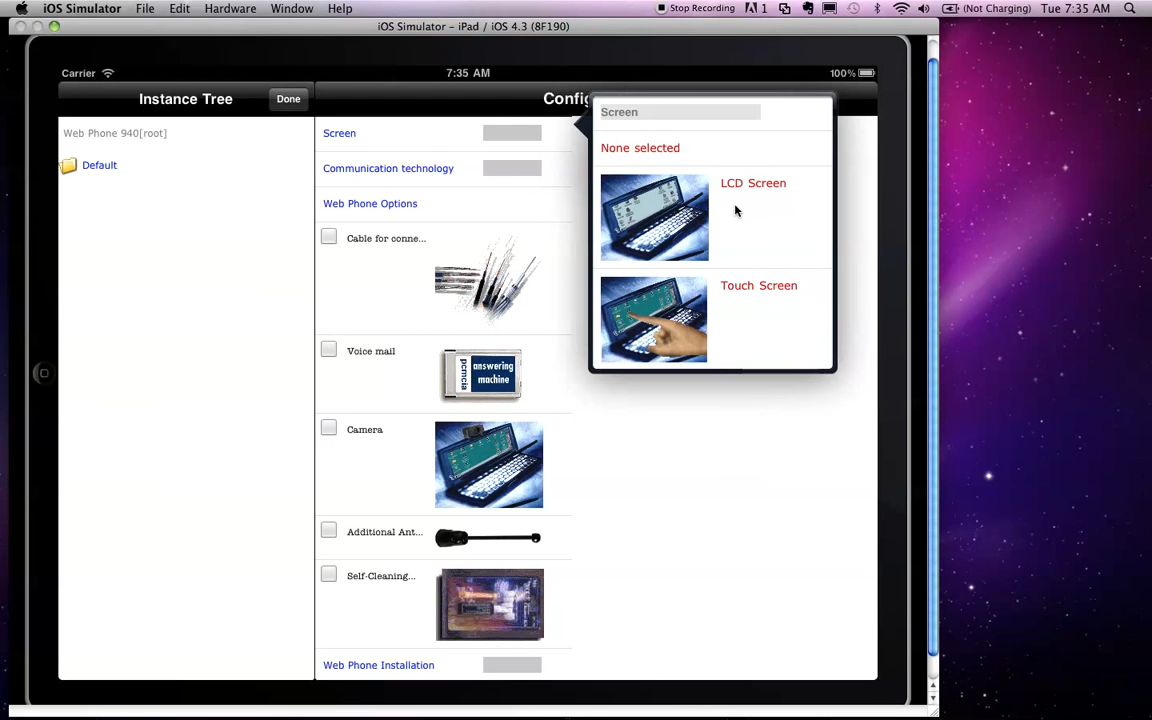 iOS Simulator File Edit Hardware Window Help
Stop Recording 1 (Not Charging) Tue 7:35 AM
iOS Simulator – iPad / iOS 4.3 (8F190)
Carrier 7:35 AM 100%
Instance Tree Done Config
Web Phone 940[root]
Default
Screen
Communication technology
Web Phone Options
Cable for conne...
Voice mail
pcmcia
answering
machine
Camera
Additional Ant...
Self-Cleaning...
Web Phone Installation
Screen
None selected
LCD Screen
Touch Screen